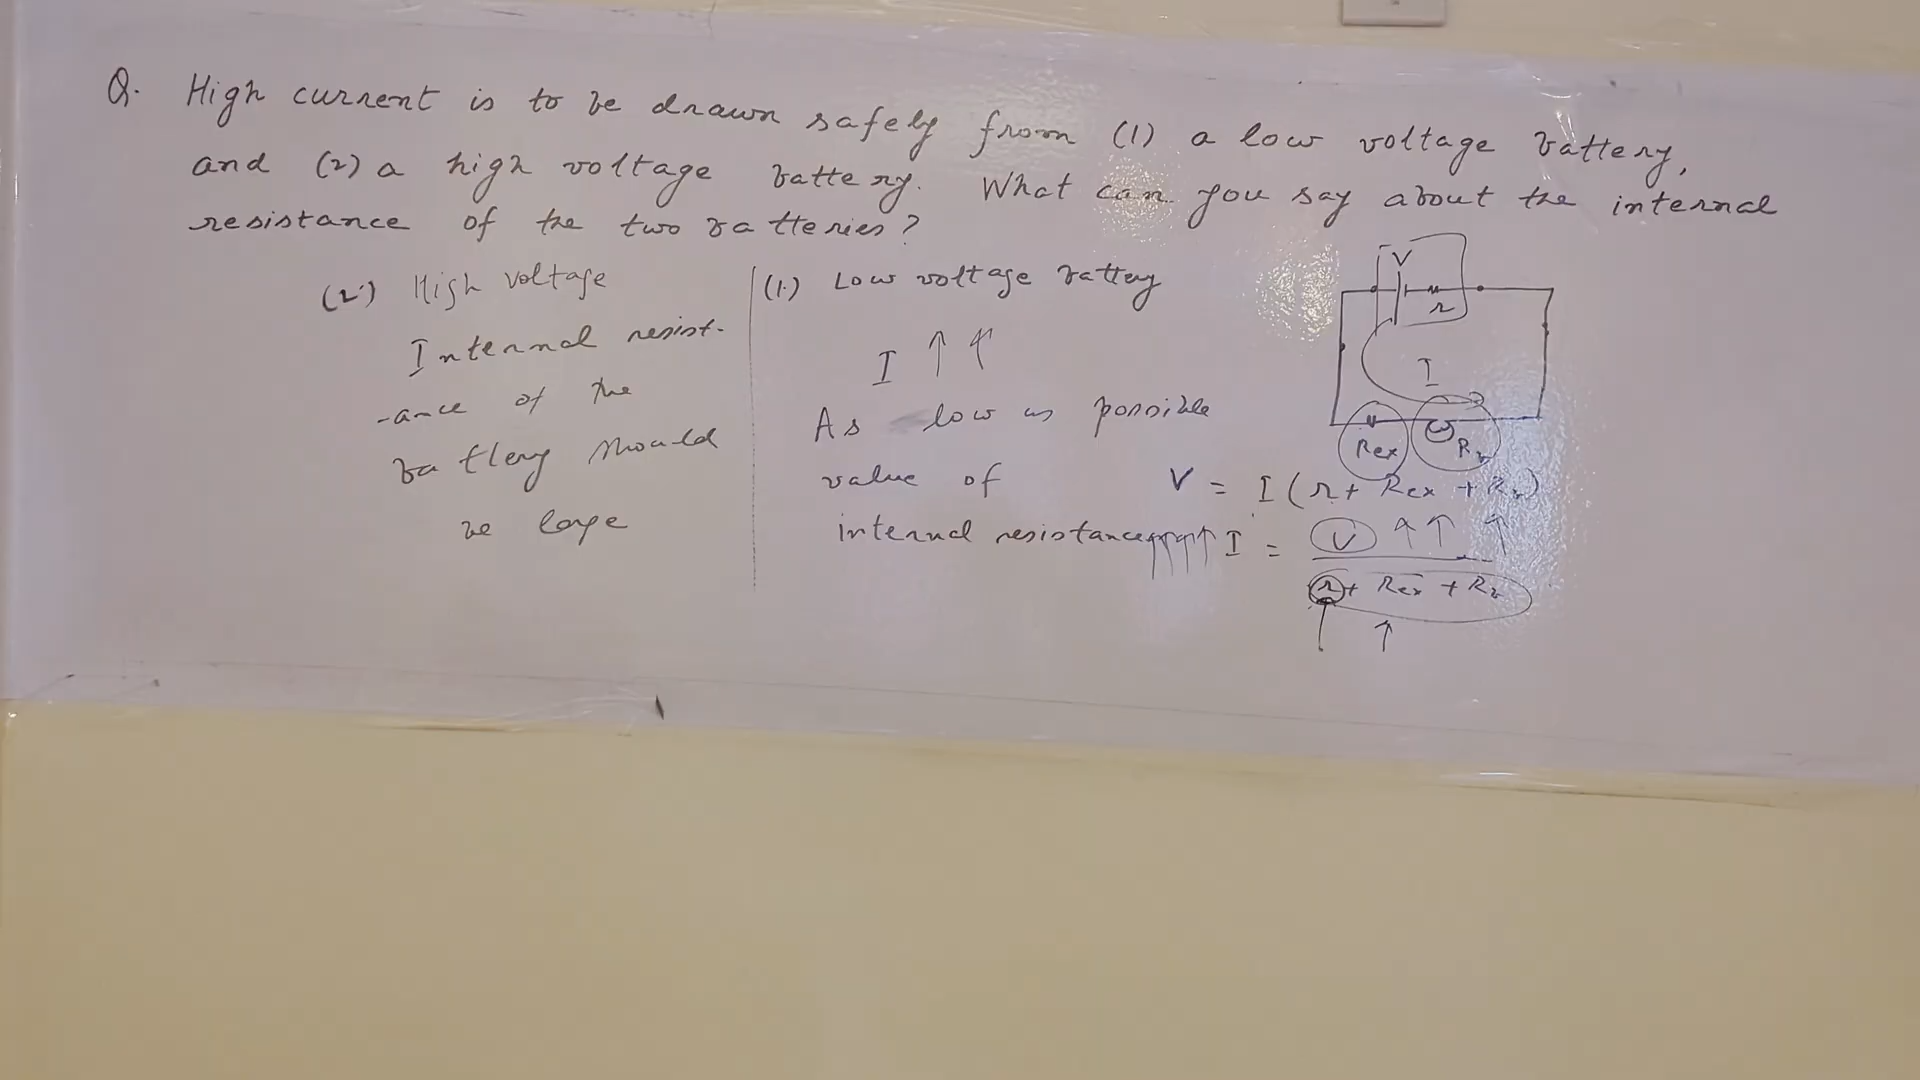 Q. High current is to be drawn safely from (1) a low voltage battery,
and (2) a high voltage battery. What can you say about the internal
resistance of the two batteries?
(2.) High voltage
Internal resist-
-ance of the
battery should
be large
(1.) Low voltage battery
I ↑ ↑
As low as possible
value of
internal resistance
V
r
I
Rex
V = I (r + Rex +
I = V ↑ ↑ ↑
r + Rex +
↑